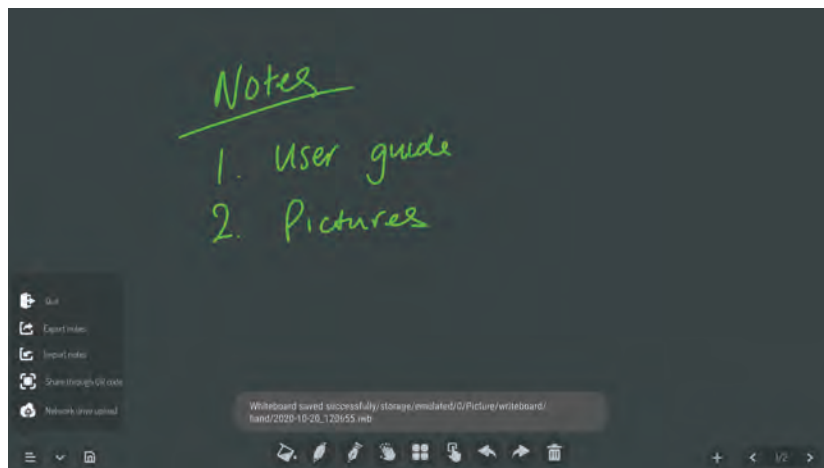 Notes
1. User guide
2. Pictures
Quit
Export notes
Import notes
Share through QR code
Network drive upload
Whiteboard saved successfully/storage/emulated/0/Picture/writeboard/
hand/2020-10-20_120655.iwb
1/2